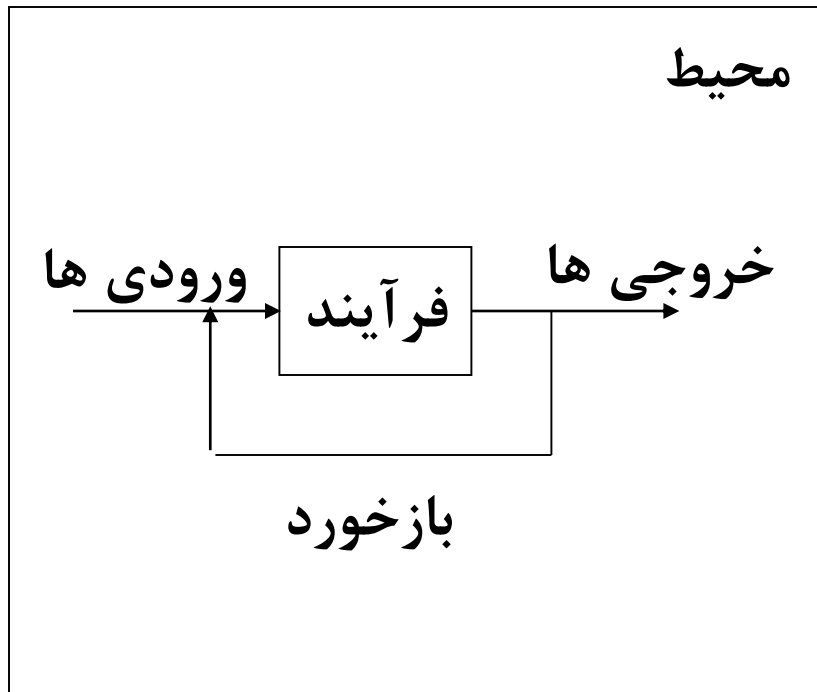 محیط
خروجی ها
ورودی ها
فرآیند
بازخورد